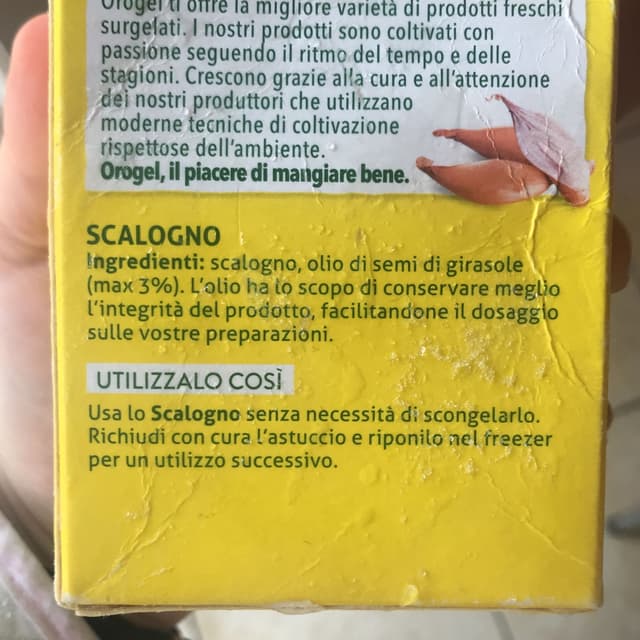 Orogel ti offre la migliore varietà di prodotti freschi
surgelati. I nostri prodotti sono coltivati con
passione seguendo il ritmo del tempo e delle
stagioni. Crescono grazie alla cura e all'attenzione
dei nostri produttori che utilizzano
moderne tecniche di coltivazione
rispettose dell'ambiente.
Orogel, il piacere di mangiare bene.
SCALOGNO
Ingredienti: scalogno, olio di semi di girasole
(max 3%). L'olio ha lo scopo di conservare meglio
l'integrità del prodotto, facilitandone il dosaggio
sulle vostre preparazioni.
UTILIZZALO COSÌ
Usa lo Scalogno senza necessità di scongelarlo.
Richiudi con cura l'astuccio e riponilo nel freezer
per un utilizzo successivo.